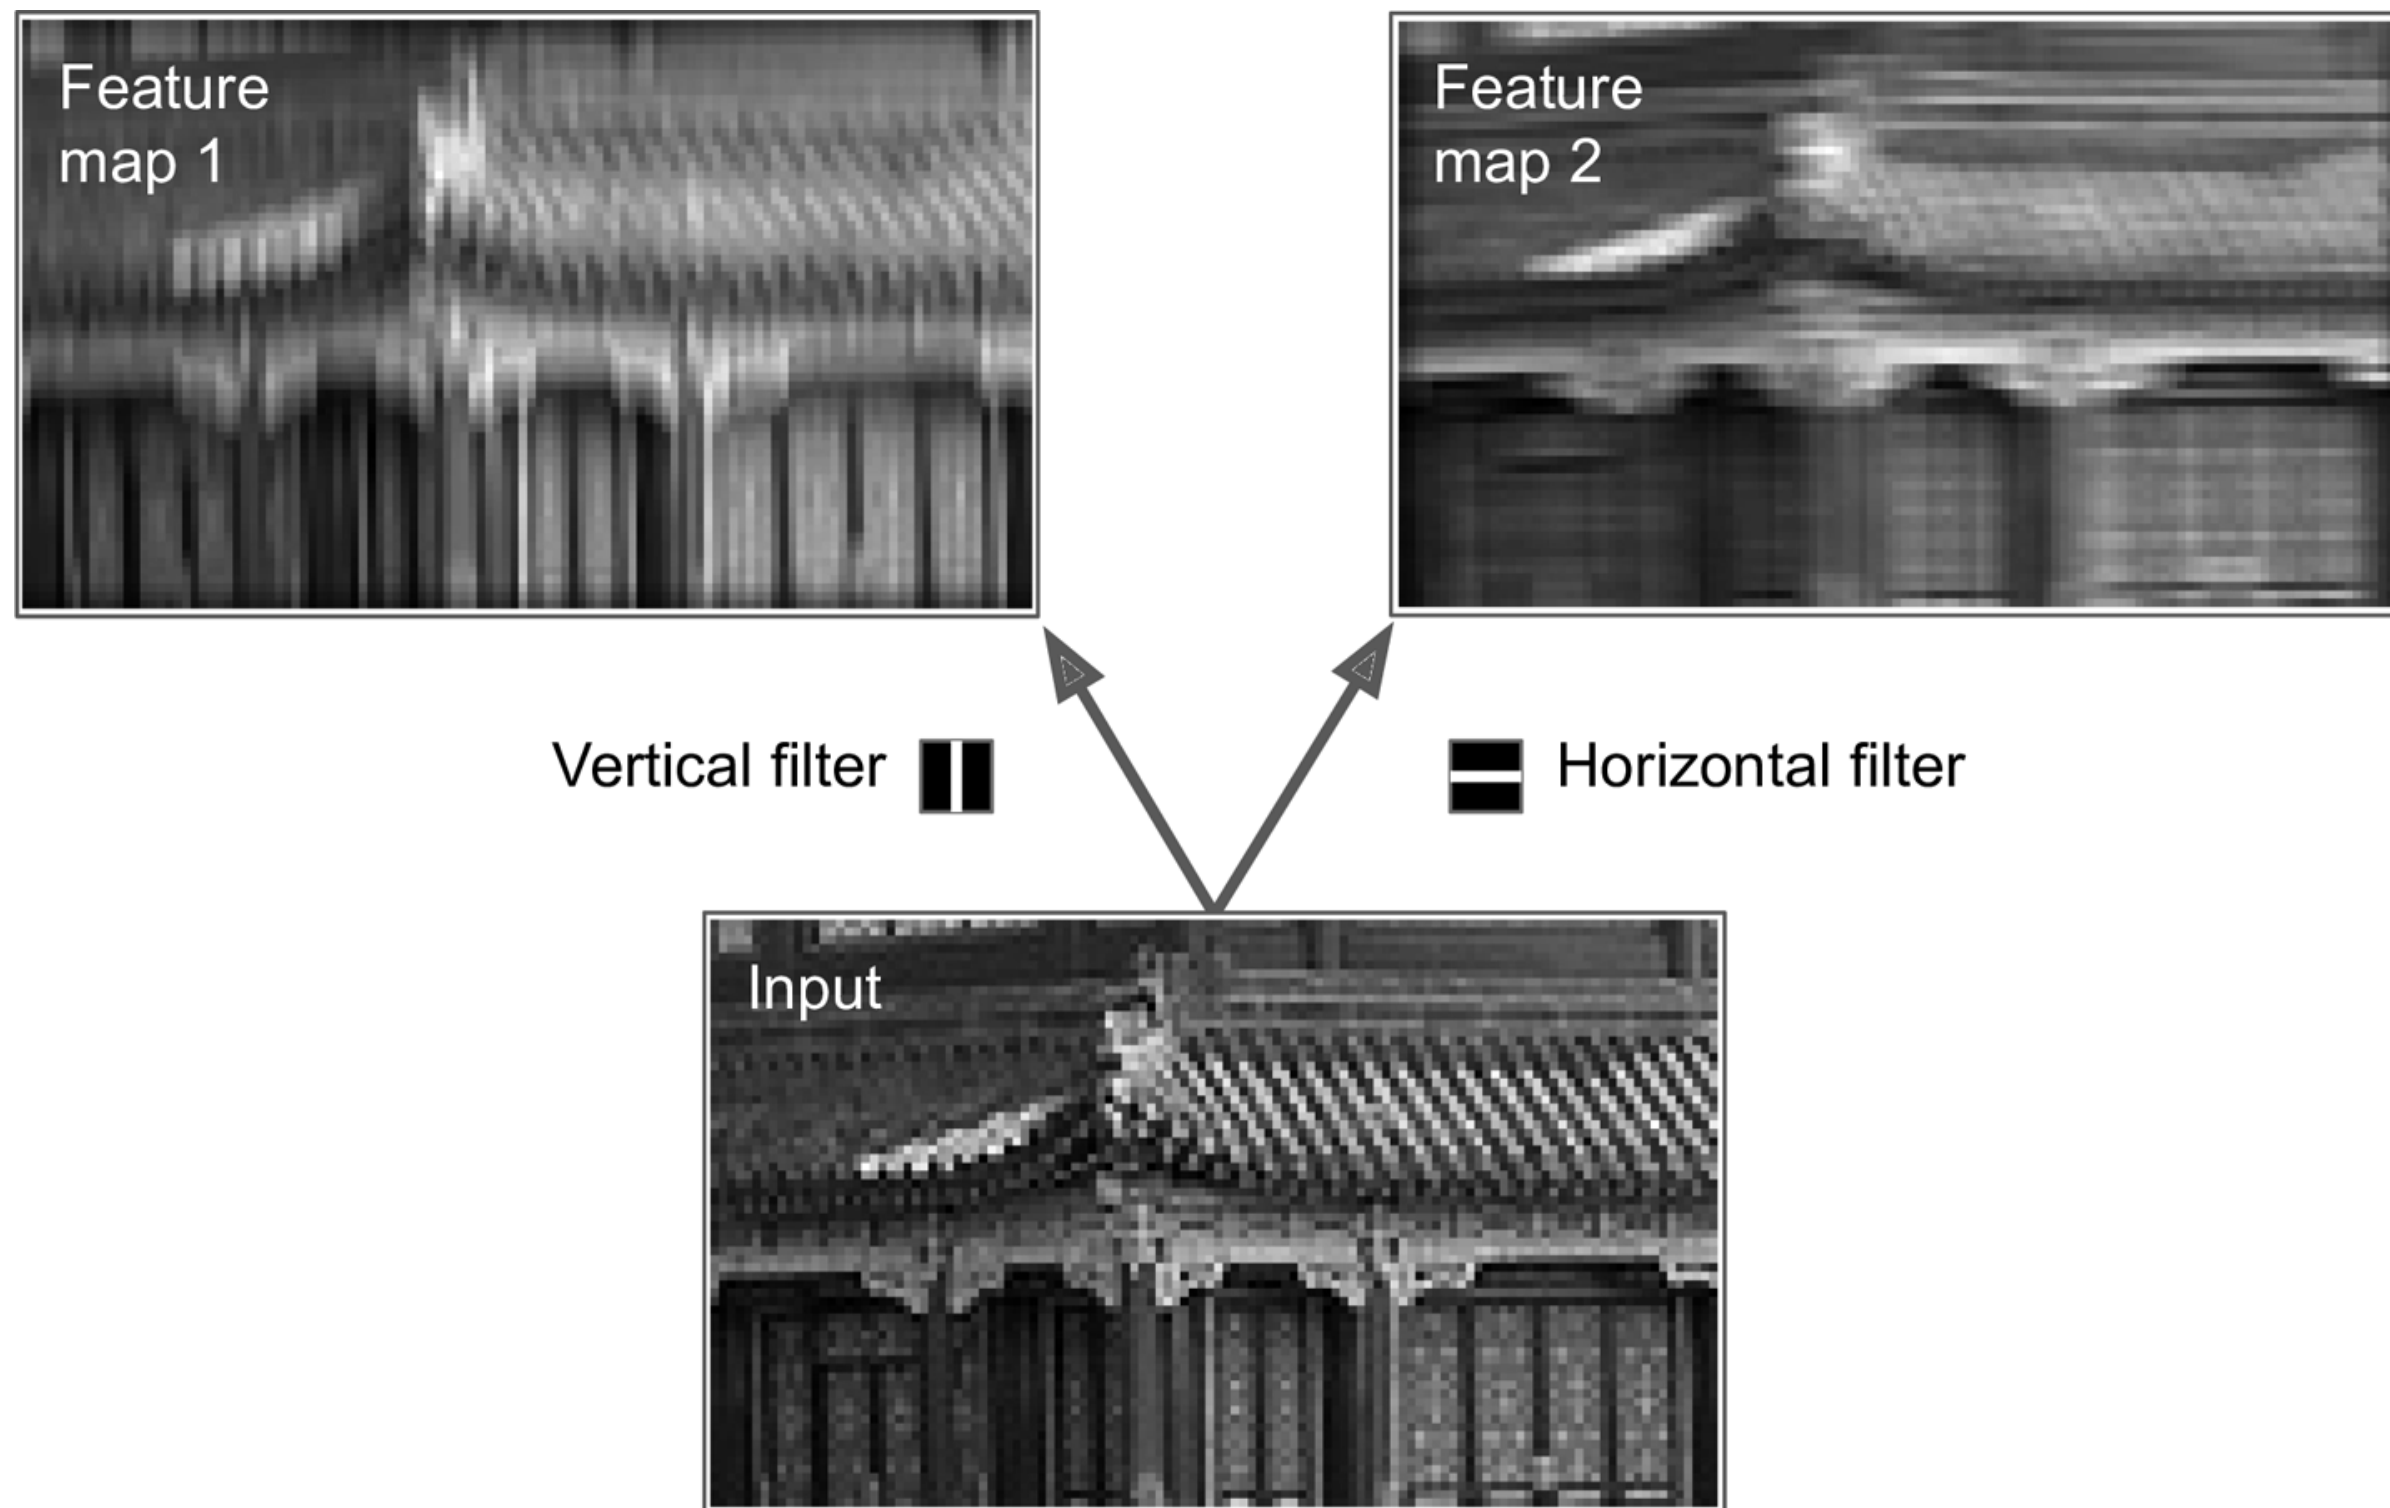 Feature
map 1
Feature
map 2
Vertical filter
Horizontal filter
Input